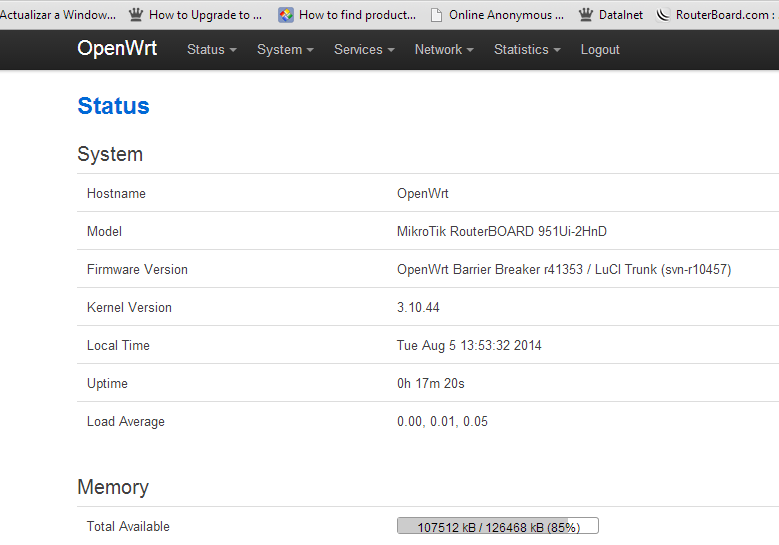 Actualizar a Window... How to Upgrade to ... How to find product... Online Anonymous ... DataInet RouterBoard.com :
OpenWrt Status System Services Network Statistics Logout
Status
System
Hostname OpenWrt
Model MikroTik RouterBOARD 951Ui-2HnD
Firmware Version OpenWrt Barrier Breaker r41353 / LuCI Trunk (svn-r10457)
Kernel Version 3.10.44
Local Time Tue Aug 5 13:53:32 2014
Uptime 0h 17m 20s
Load Average 0.00, 0.01, 0.05
Memory
Total Available 107512 kB / 126468 kB (85%)